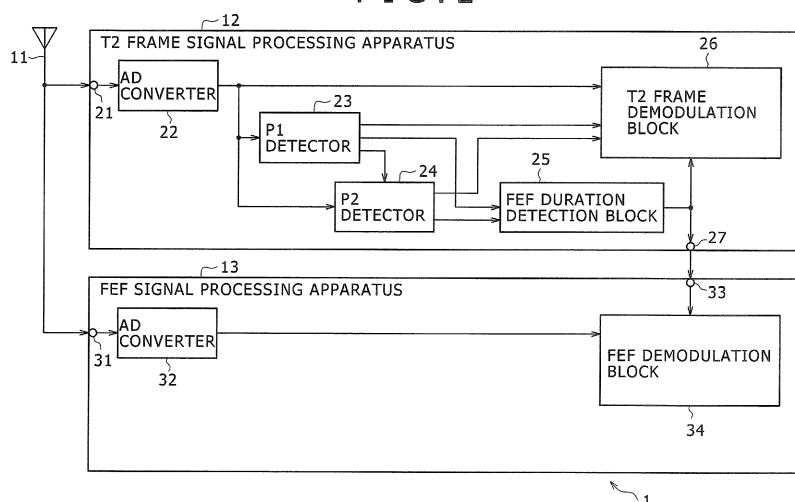 12
T2 FRAME SIGNAL PROCESSING APPARATUS
26
11
AD
CONVERTER
21
22
23
P1
DETECTOR
T2 FRAME
DEMODULATION
BLOCK
24
25
P2
DETECTOR
FEF DURATION
DETECTION BLOCK
27
13
FEF SIGNAL PROCESSING APPARATUS
33
AD
CONVERTER
31
32
FEF DEMODULATION
BLOCK
34
1